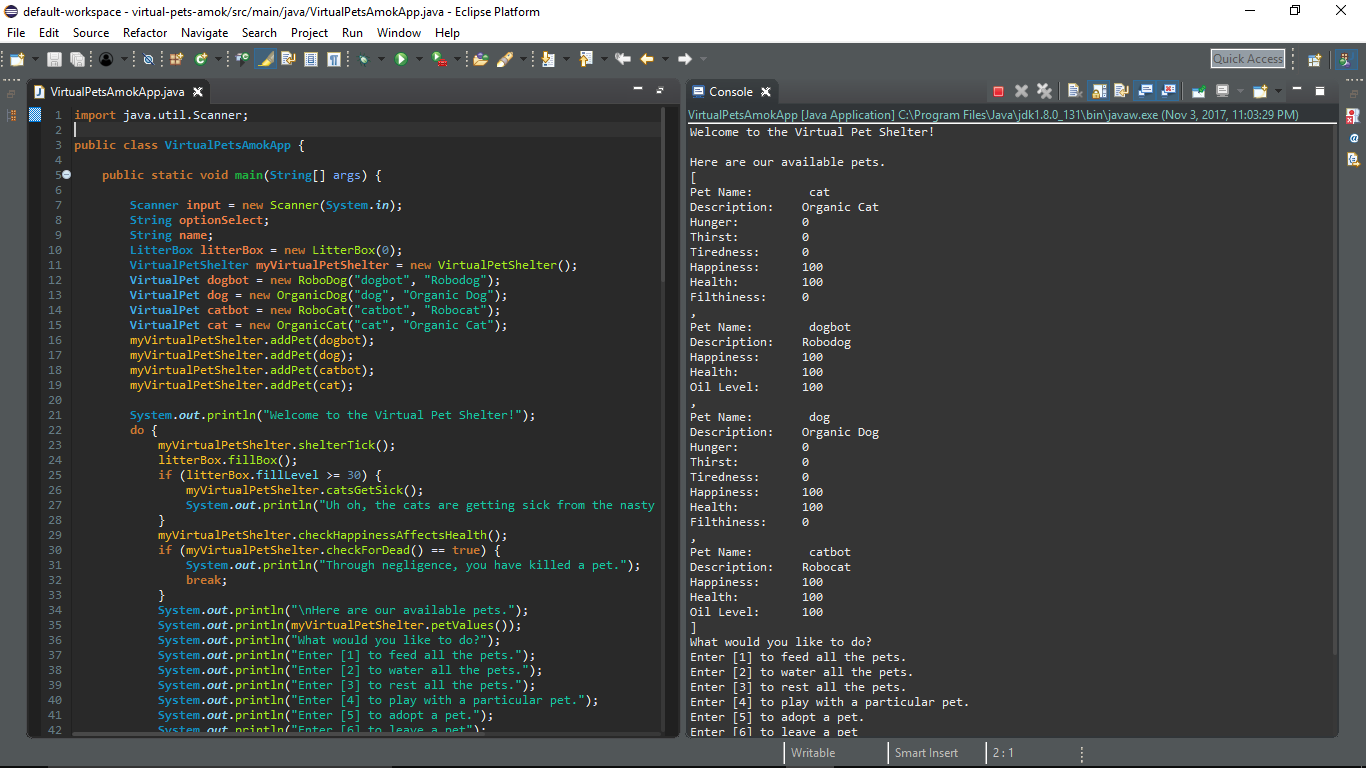 default-workspace - virtual-pets-amok/src/main/java/VirtualPetsAmokApp.java - Eclipse Platform
File Edit Source Refactor Navigate Search Project Run Window Help
Quick Access
VirtualPetsAmokApp.java
1 import java.util.Scanner;
2
3 public class VirtualPetsAmokApp {
4
5 public static void main(String[] args) {
6
7 Scanner input = new Scanner(System.in);
8 String optionSelect;
9 String name;
10 LitterBox litterBox = new LitterBox(0);
11 VirtualPetShelter myVirtualPetShelter = new VirtualPetShelter();
12 VirtualPet dogbot = new RoboDog("dogbot", "Robodog");
13 VirtualPet dog = new OrganicDog("dog", "Organic Dog");
14 VirtualPet catbot = new RoboCat("catbot", "Robocat");
15 VirtualPet cat = new OrganicCat("cat", "Organic Cat");
16 myVirtualPetShelter.addPet(dogbot);
17 myVirtualPetShelter.addPet(dog);
18 myVirtualPetShelter.addPet(catbot);
19 myVirtualPetShelter.addPet(cat);
20
21 System.out.println("Welcome to the Virtual Pet Shelter!");
22 do {
23 myVirtualPetShelter.shelterTick();
24 litterBox.fillBox();
25 if (litterBox.fillLevel >= 30) {
26 myVirtualPetShelter.catsGetSick();
27 System.out.println("Uh oh, the cats are getting sick from the nasty
28 }
29 myVirtualPetShelter.checkHappinessAffectsHealth();
30 if (myVirtualPetShelter.checkForDead() == true) {
31 System.out.println("Through negligence, you have killed a pet.");
32 break;
33 }
34 System.out.println("\nHere are our available pets.");
35 System.out.println(myVirtualPetShelter.petValues());
36 System.out.println("What would you like to do?");
37 System.out.println("Enter [1] to feed all the pets.");
38 System.out.println("Enter [2] to water all the pets.");
39 System.out.println("Enter [3] to rest all the pets.");
40 System.out.println("Enter [4] to play with a particular pet.");
41 System.out.println("Enter [5] to adopt a pet.");
42 System.out.println("Enter [6] to leave a pet");
Console
VirtualPetsAmokApp [Java Application] C:\Program Files\Java\jdk1.8.0_131\bin\javaw.exe (Nov 3, 2017, 11:03:29 PM)
Welcome to the Virtual Pet Shelter!
Here are our available pets.
[
Pet Name: cat
Description: Organic Cat
Hunger: 0
Thirst: 0
Tiredness: 0
Happiness: 100
Health: 100
Filthiness: 0
,
Pet Name: dogbot
Description: Robodog
Happiness: 100
Health: 100
Oil Level: 100
,
Pet Name: dog
Description: Organic Dog
Hunger: 0
Thirst: 0
Tiredness: 0
Happiness: 100
Health: 100
Filthiness: 0
,
Pet Name: catbot
Description: Robocat
Happiness: 100
Health: 100
Oil Level: 100
]
What would you like to do?
Enter [1] to feed all the pets.
Enter [2] to water all the pets.
Enter [3] to rest all the pets.
Enter [4] to play with a particular pet.
Enter [5] to adopt a pet.
Enter [6] to leave a pet
Writable Smart Insert 2 : 1